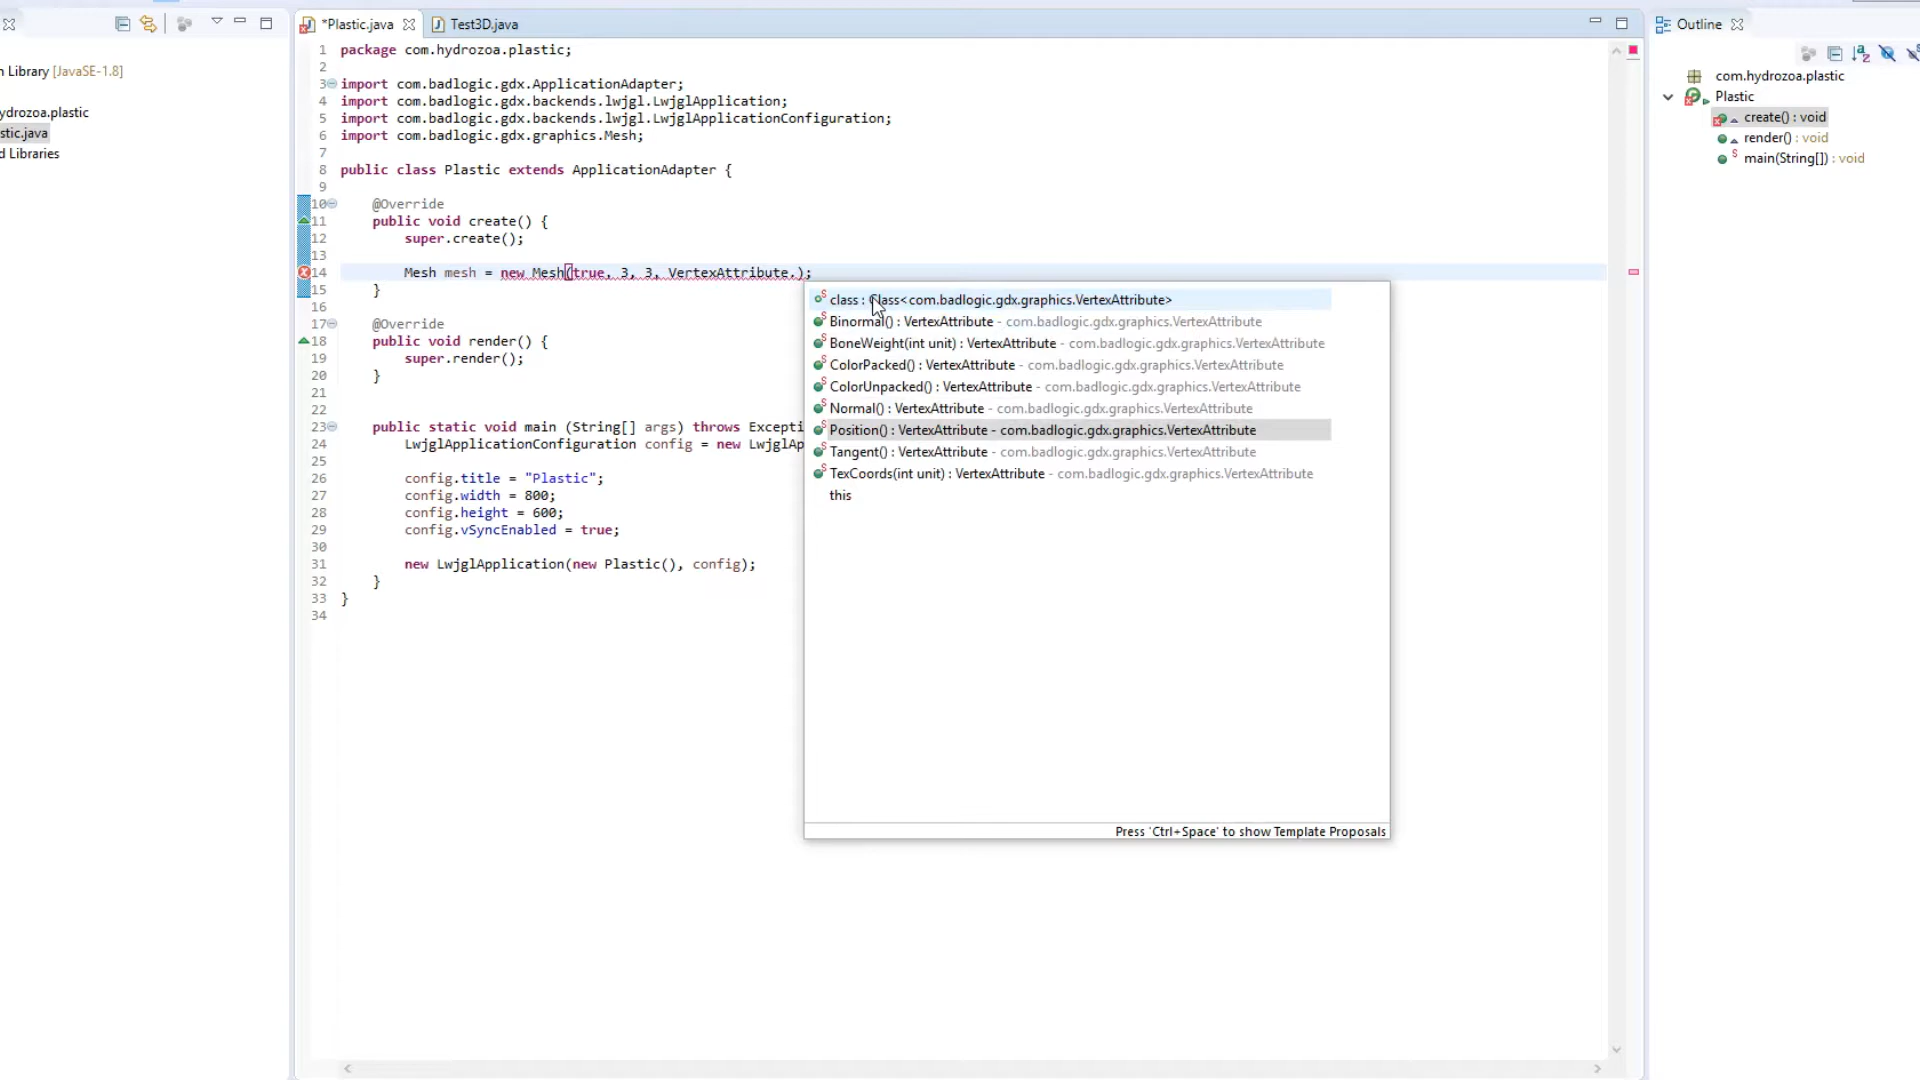 *Plastic.java
Test3D.java
Outline
n Library [JavaSE-1.8]
ydrozoa.plastic
stic.java
d Libraries
1 package com.hydrozoa.plastic;
2
3 import com.badlogic.gdx.ApplicationAdapter;
4 import com.badlogic.gdx.backends.lwjgl.LwjglApplication;
5 import com.badlogic.gdx.backends.lwjgl.LwjglApplicationConfiguration;
6 import com.badlogic.gdx.graphics.Mesh;
7
8 public class Plastic extends ApplicationAdapter {
9
10 @Override
11 public void create() {
12 super.create();
13
14 Mesh mesh = new Mesh(true, 3, 3, VertexAttribute.);
15 }
16
17 @Override
18 public void render() {
19 super.render();
20 }
21
22
23 public static void main (String[] args) throws Excepti
24 LwjglApplicationConfiguration config = new LwjglAp
25
26 config.title = "Plastic";
27 config.width = 800;
28 config.height = 600;
29 config.vSyncEnabled = true;
30
31 new LwjglApplication(new Plastic(), config);
32 }
33 }
34
class : Class<com.badlogic.gdx.graphics.VertexAttribute>
Binormal() : VertexAttribute - com.badlogic.gdx.graphics.VertexAttribute
BoneWeight(int unit) : VertexAttribute - com.badlogic.gdx.graphics.VertexAttribute
ColorPacked() : VertexAttribute - com.badlogic.gdx.graphics.VertexAttribute
ColorUnpacked() : VertexAttribute - com.badlogic.gdx.graphics.VertexAttribute
Normal() : VertexAttribute - com.badlogic.gdx.graphics.VertexAttribute
Position() : VertexAttribute - com.badlogic.gdx.graphics.VertexAttribute
Tangent() : VertexAttribute - com.badlogic.gdx.graphics.VertexAttribute
TexCoords(int unit) : VertexAttribute - com.badlogic.gdx.graphics.VertexAttribute
this
Press 'Ctrl+Space' to show Template Proposals
com.hydrozoa.plastic
Plastic
create() : void
render() : void
main(String[]) : void